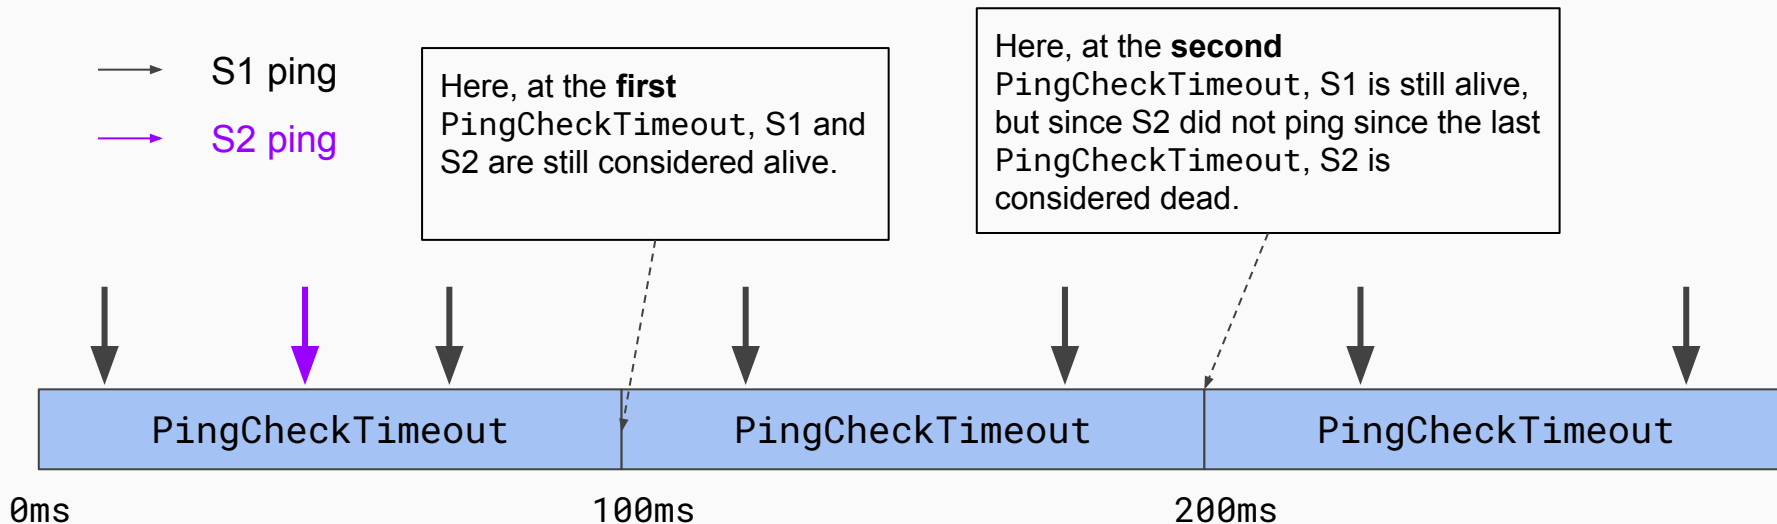 S1 ping
S2 ping
Here, at the first
PingCheckTimeout, S1 and
S2 are still considered alive.
Here, at the second
PingCheckTimeout, S1 is still alive,
but since S2 did not ping since the last
PingCheckTimeout, S2 is
considered dead.
PingCheckTimeout
PingCheckTimeout
PingCheckTimeout
0ms
100ms
200ms